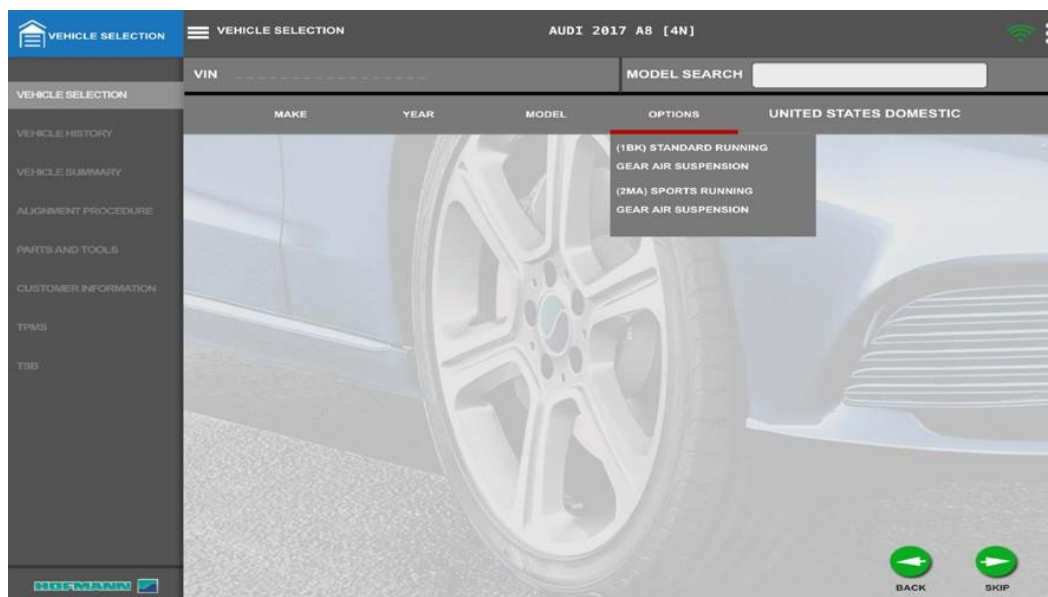 VEHICLE SELECTION
VEHICLE SELECTION
AUDI 2017 A8 [4N]
VIN
MODEL SEARCH
MAKE
YEAR
MODEL
OPTIONS
UNITED STATES DOMESTIC
(1BK) STANDARD RUNNING
GEAR AIR SUSPENSION
(2MA) SPORTS RUNNING
GEAR AIR SUSPENSION
VEHICLE SELECTION
VEHICLE HISTORY
VEHICLE SUMMARY
ALIGNMENT PROCEDURE
PARTS AND TOOLS
CUSTOMER INFORMATION
TPMS
TSB
HOFMANN
BACK
SKIP